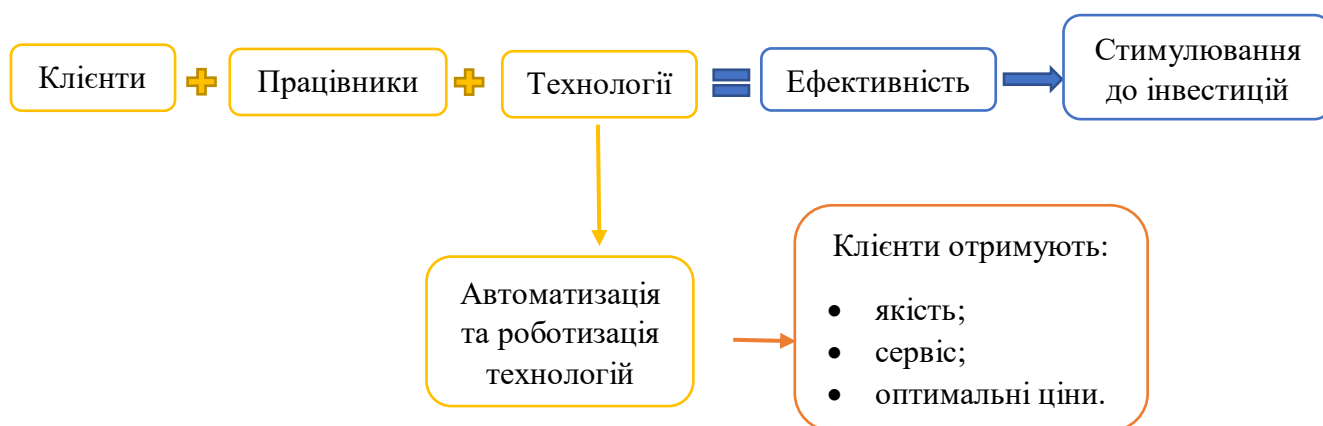 Клієнти
Працівники
Технології
Ефективність
Стимулювання
до інвестицій
Автоматизація
та роботизація
технологій
Клієнти отримують:
• якість;
• сервіс;
• оптимальні ціни.